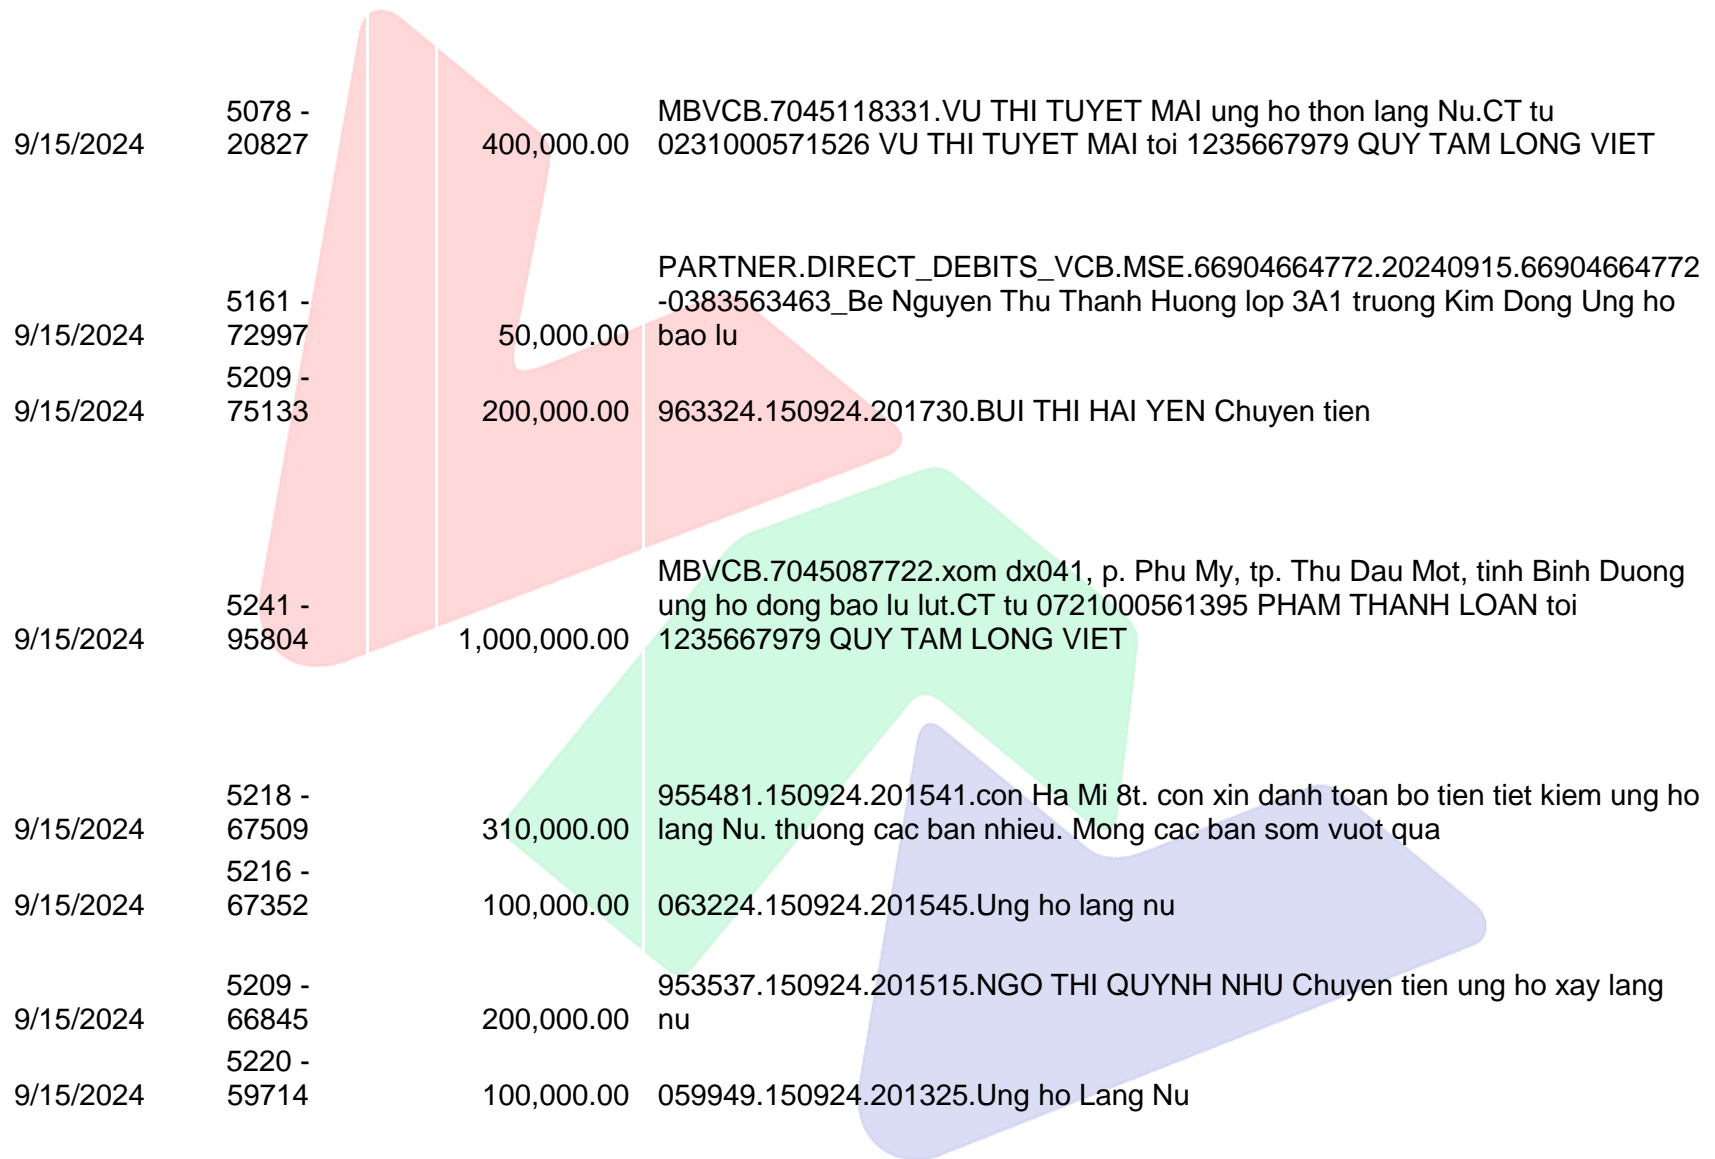 5078 - MBVCB.7045118331.VU THI TUYET MAI ung ho thon lang Nu.CT tu
9/15/2024 20827 400,000.00 0231000571526 VU THI TUYET MAI toi 1235667979 QUY TAM LONG VIET
PARTNER.DIRECT_DEBITS_VCB.MSE.66904664772.20240915.66904664772
5161 - -0383563463_Be Nguyen Thu Thanh Huong lop 3A1 truong Kim Dong Ung ho
9/15/2024 72997 50,000.00 bao lu
5209 -
9/15/2024 75133 200,000.00 963324.150924.201730.BUI THI HAI YEN Chuyen tien
MBVCB.7045087722.xom dx041, p. Phu My, tp. Thu Dau Mot, tinh Binh Duong
5241 - ung ho dong bao lu lut.CT tu 0721000561395 PHAM THANH LOAN toi
9/15/2024 95804 1,000,000.00 1235667979 QUY TAM LONG VIET
5218 - 955481.150924.201541.con Ha Mi 8t. con xin danh toan bo tien tiet kiem ung ho
9/15/2024 67509 310,000.00 lang Nu. thuong cac ban nhieu. Mong cac ban som vuot qua
5216 -
9/15/2024 67352 100,000.00 063224.150924.201545.Ung ho lang nu
5209 - 953537.150924.201515.NGO THI QUYNH NHU Chuyen tien ung ho xay lang
9/15/2024 66845 200,000.00 nu
5220 -
9/15/2024 59714 100,000.00 059949.150924.201325.Ung ho Lang Nu